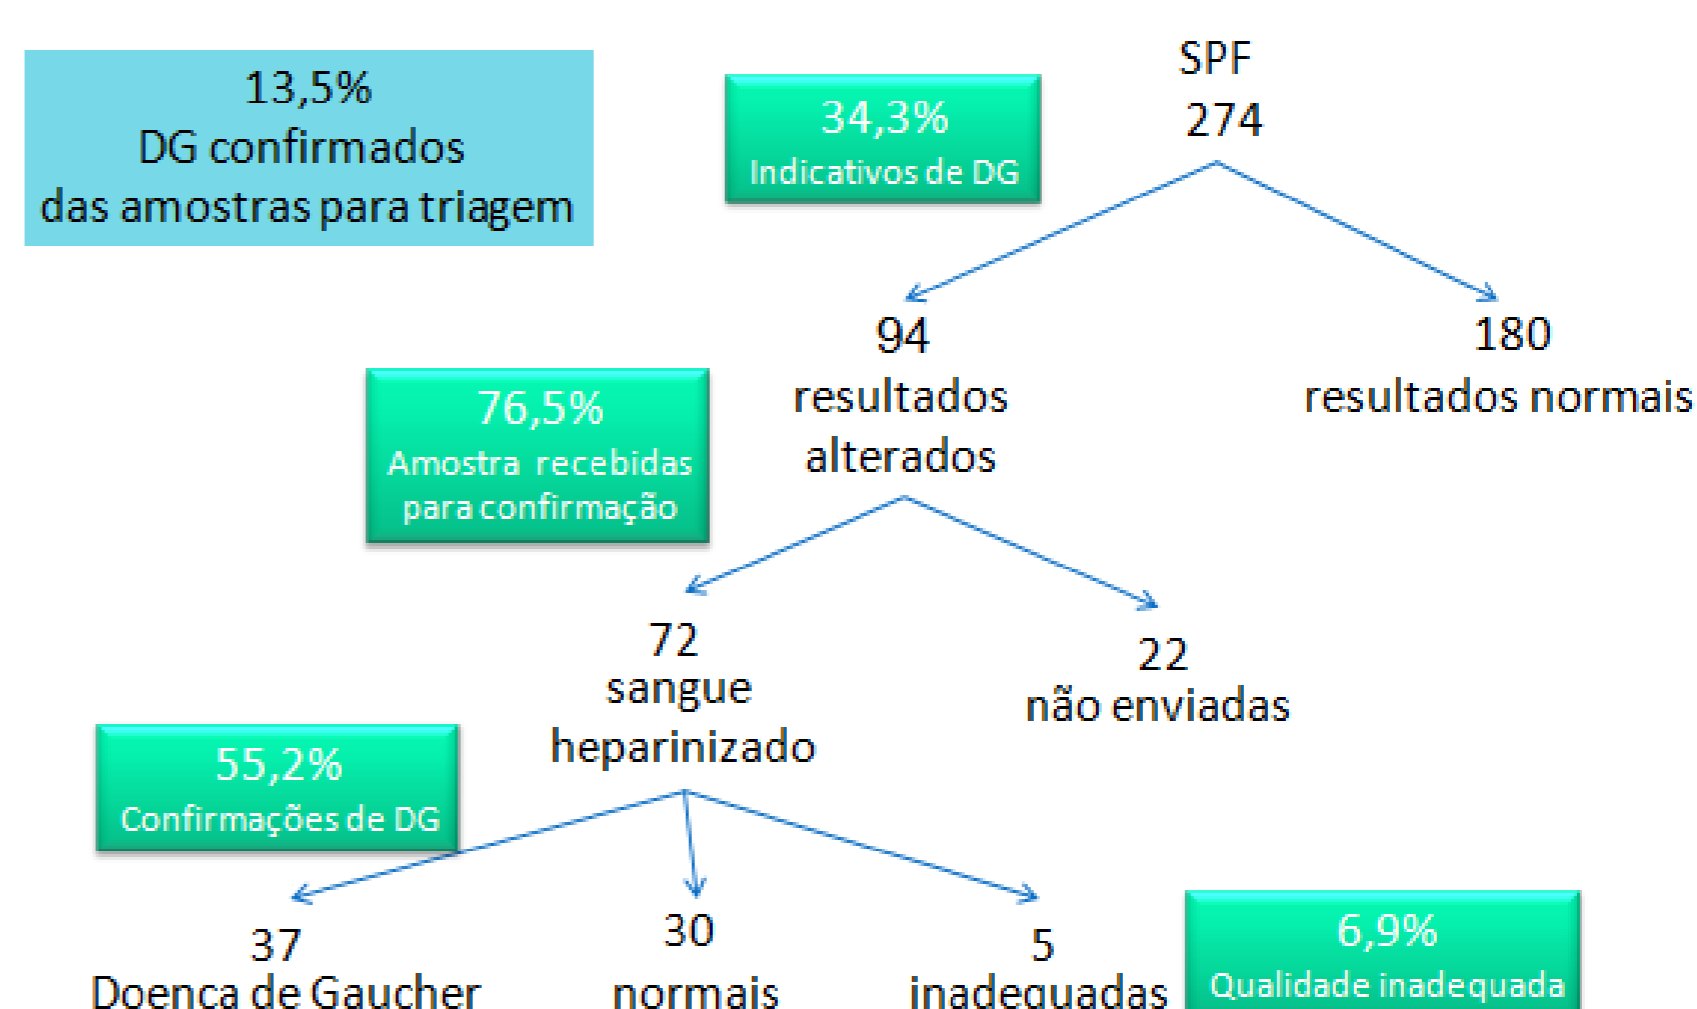 13,5%
DG confirmados
das amostras para triagem
34,3%
Indicativos de DG
SPF
274
94
resultados
alterados
180
resultados normais
76,5%
Amostra recebidas
para confirmação
72
sangue
heparinizado
22
não enviadas
55,2%
Confirmações de DG
37
Doença de Gaucher
30
normais
5
inadequadas
6,9%
Qualidade inadequada